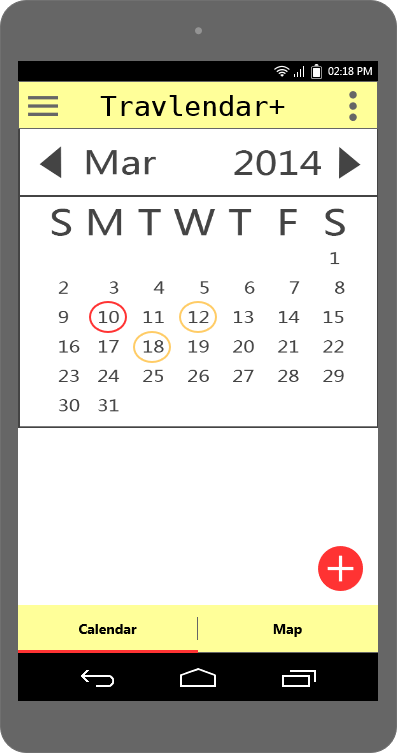 02:18 PM
Travlendar+
Mar 2014
S M T W T F S
1
2 3 4 5 6 7 8
9 10 11 12 13 14 15
16 17 18 19 20 21 22
23 24 25 26 27 28 29
30 31
Calendar Map